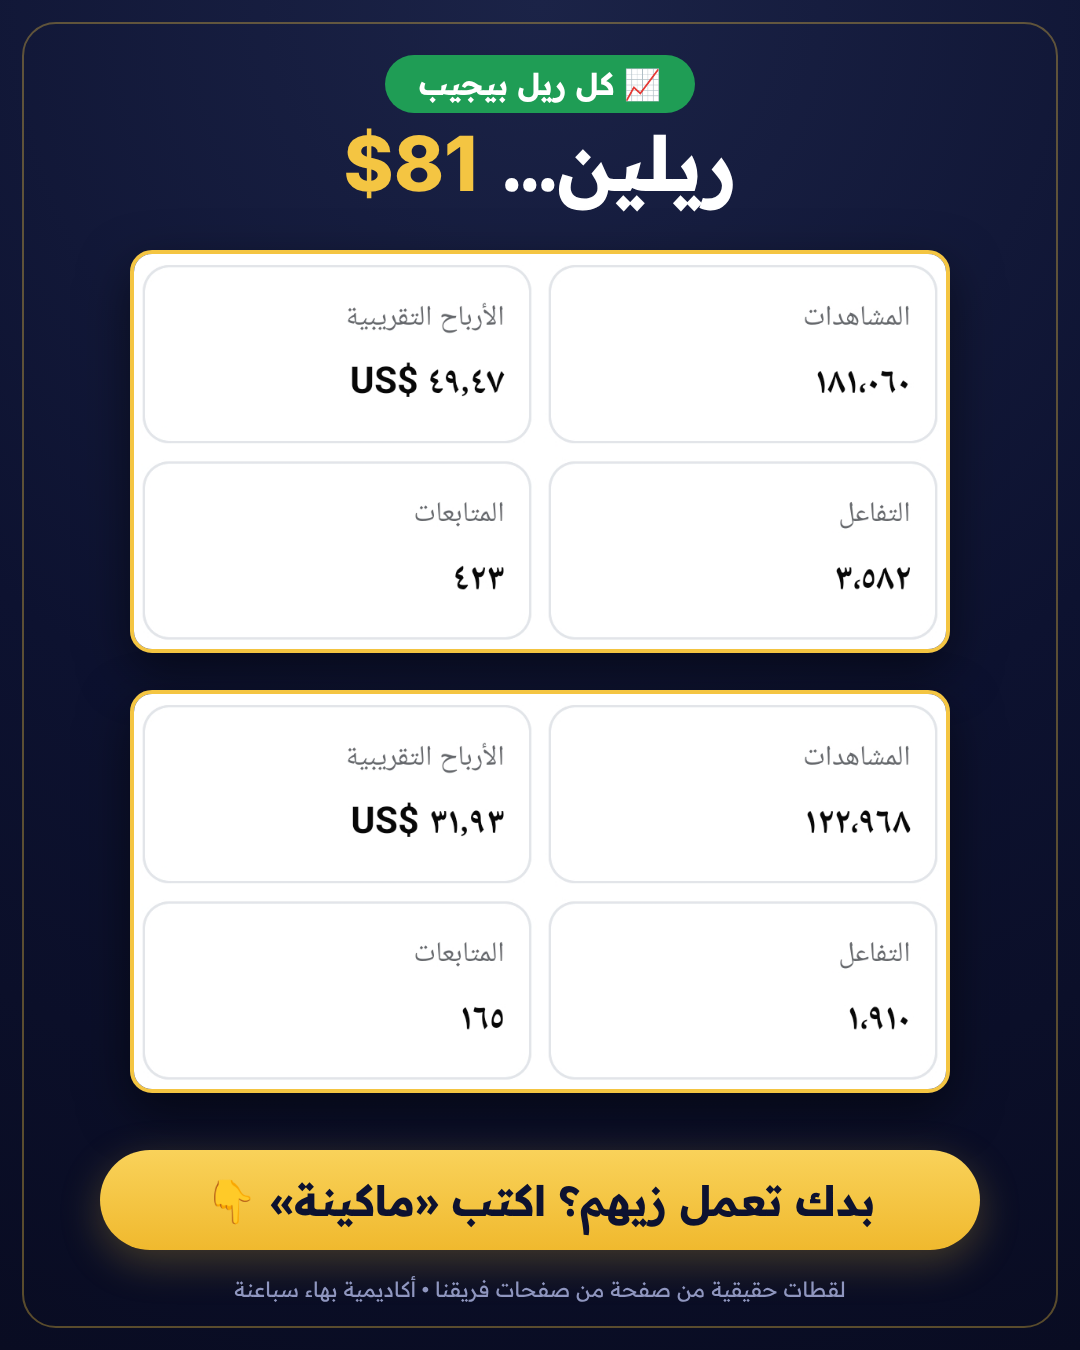 كل ريل بيجيب
ريلين... 81$
المشاهدات
١٨١،٠٦٠
الأرباح التقريبية
٤٩,٤٧ US$
التفاعل
٣،٥٨٢
المتابعات
٤٢٣
المشاهدات
١٢٢،٩٦٨
الأرباح التقريبية
٣١,٩٣ US$
التفاعل
١،٩١٠
المتابعات
١٦٥
بدك تعمل زيهم؟ اكتب «ماكينة»
لقطات حقيقية من صفحة من صفحات فريقنا • أكاديمية بهاء سباعنة